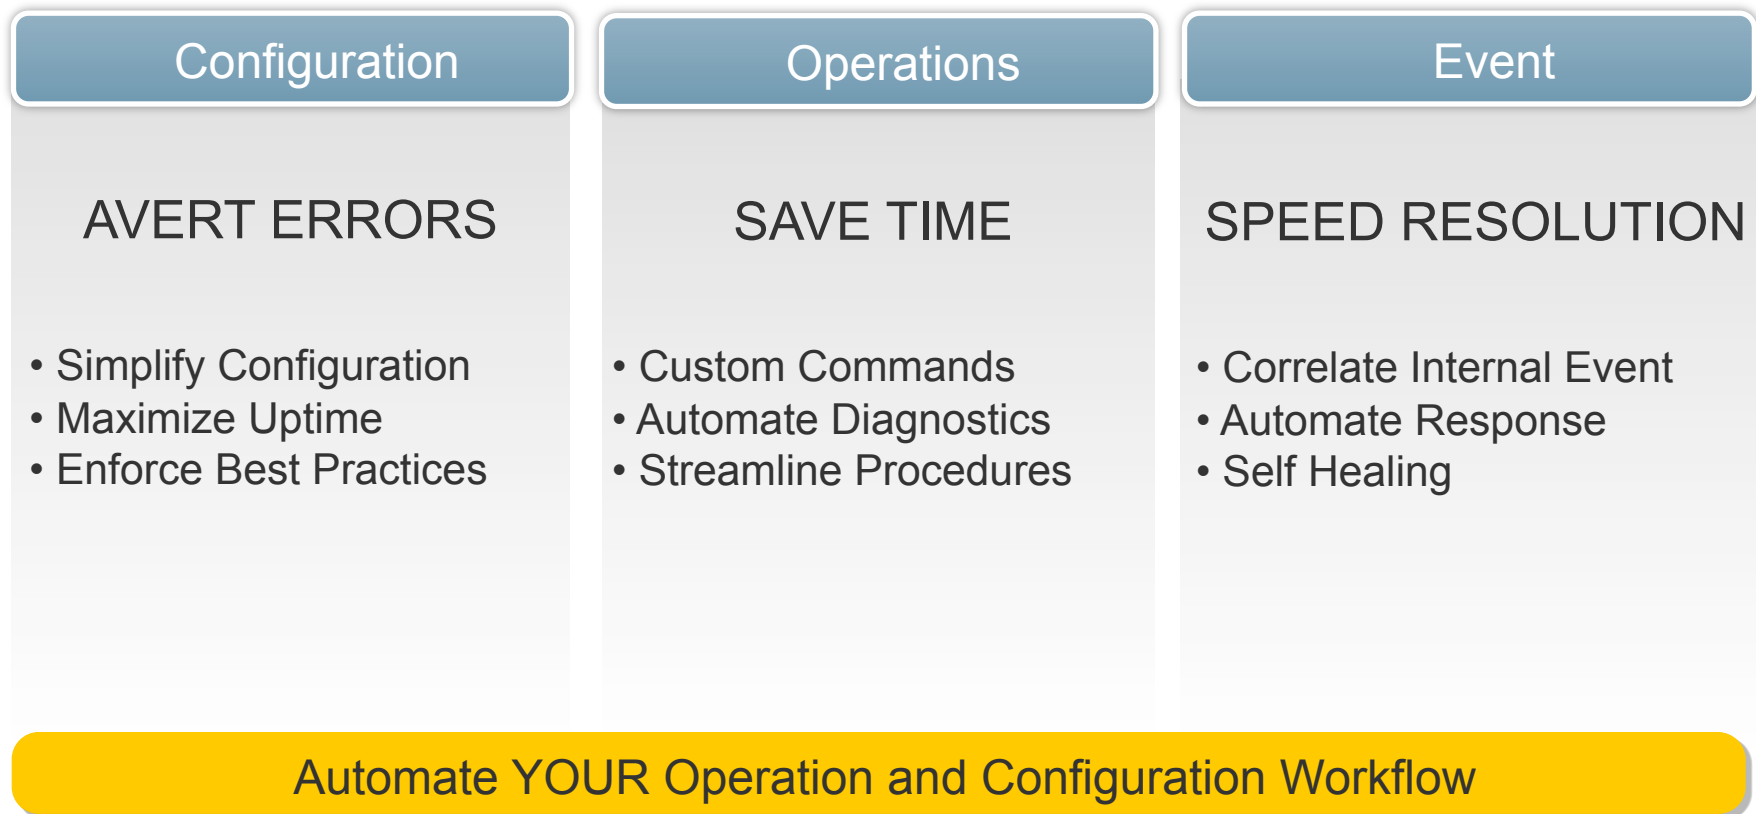 Configuration
AVERT ERRORS
• Simplify Configuration
• Maximize Uptime
• Enforce Best Practices
Operations
SAVE TIME
• Custom Commands
• Automate Diagnostics
• Streamline Procedures
Event
SPEED RESOLUTION
• Correlate Internal Event
• Automate Response
• Self Healing
Automate YOUR Operation and Configuration Workflow